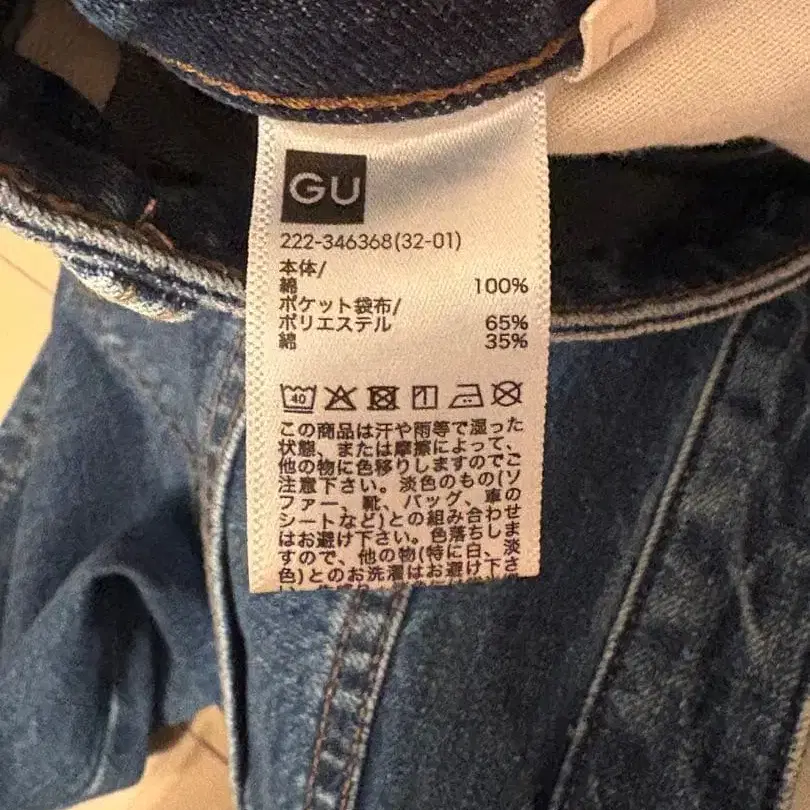 GU
222-346368(32-01)
本体/
綿 100%
ポケット袋布/
ポリエステル 65%
綿 35%
40
この商品は汗や雨等で湿った
状態、または摩擦によって、
他の物に色移りしますのでご
注意下さい。淡色のもの(ソ
ファー、靴、バッグ、車の
シートなど)との組み合わせ
はお避け下さい。色落ちしま
すので、他の物(特に白、淡
色)とのお洗濯はお避け下さ